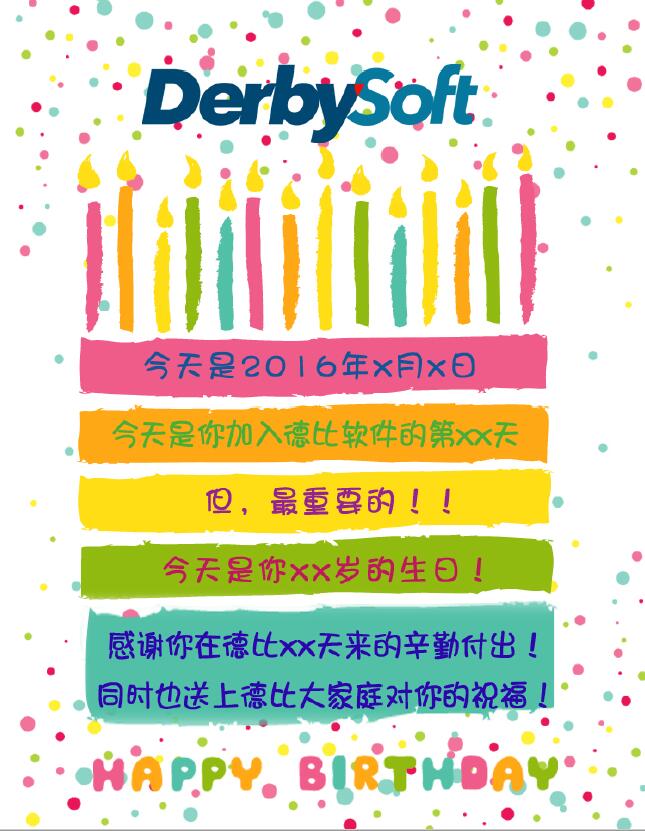 DerbySoft
今天是2016年x月x日
今天是你加入德比软件的第xx天
但，最重要的！！
今天是你xx岁的生日！
感谢你在德比xx天来的辛勤付出！
同时也送上德比大家庭对你的祝福！
HAPPY BIRTHDAY